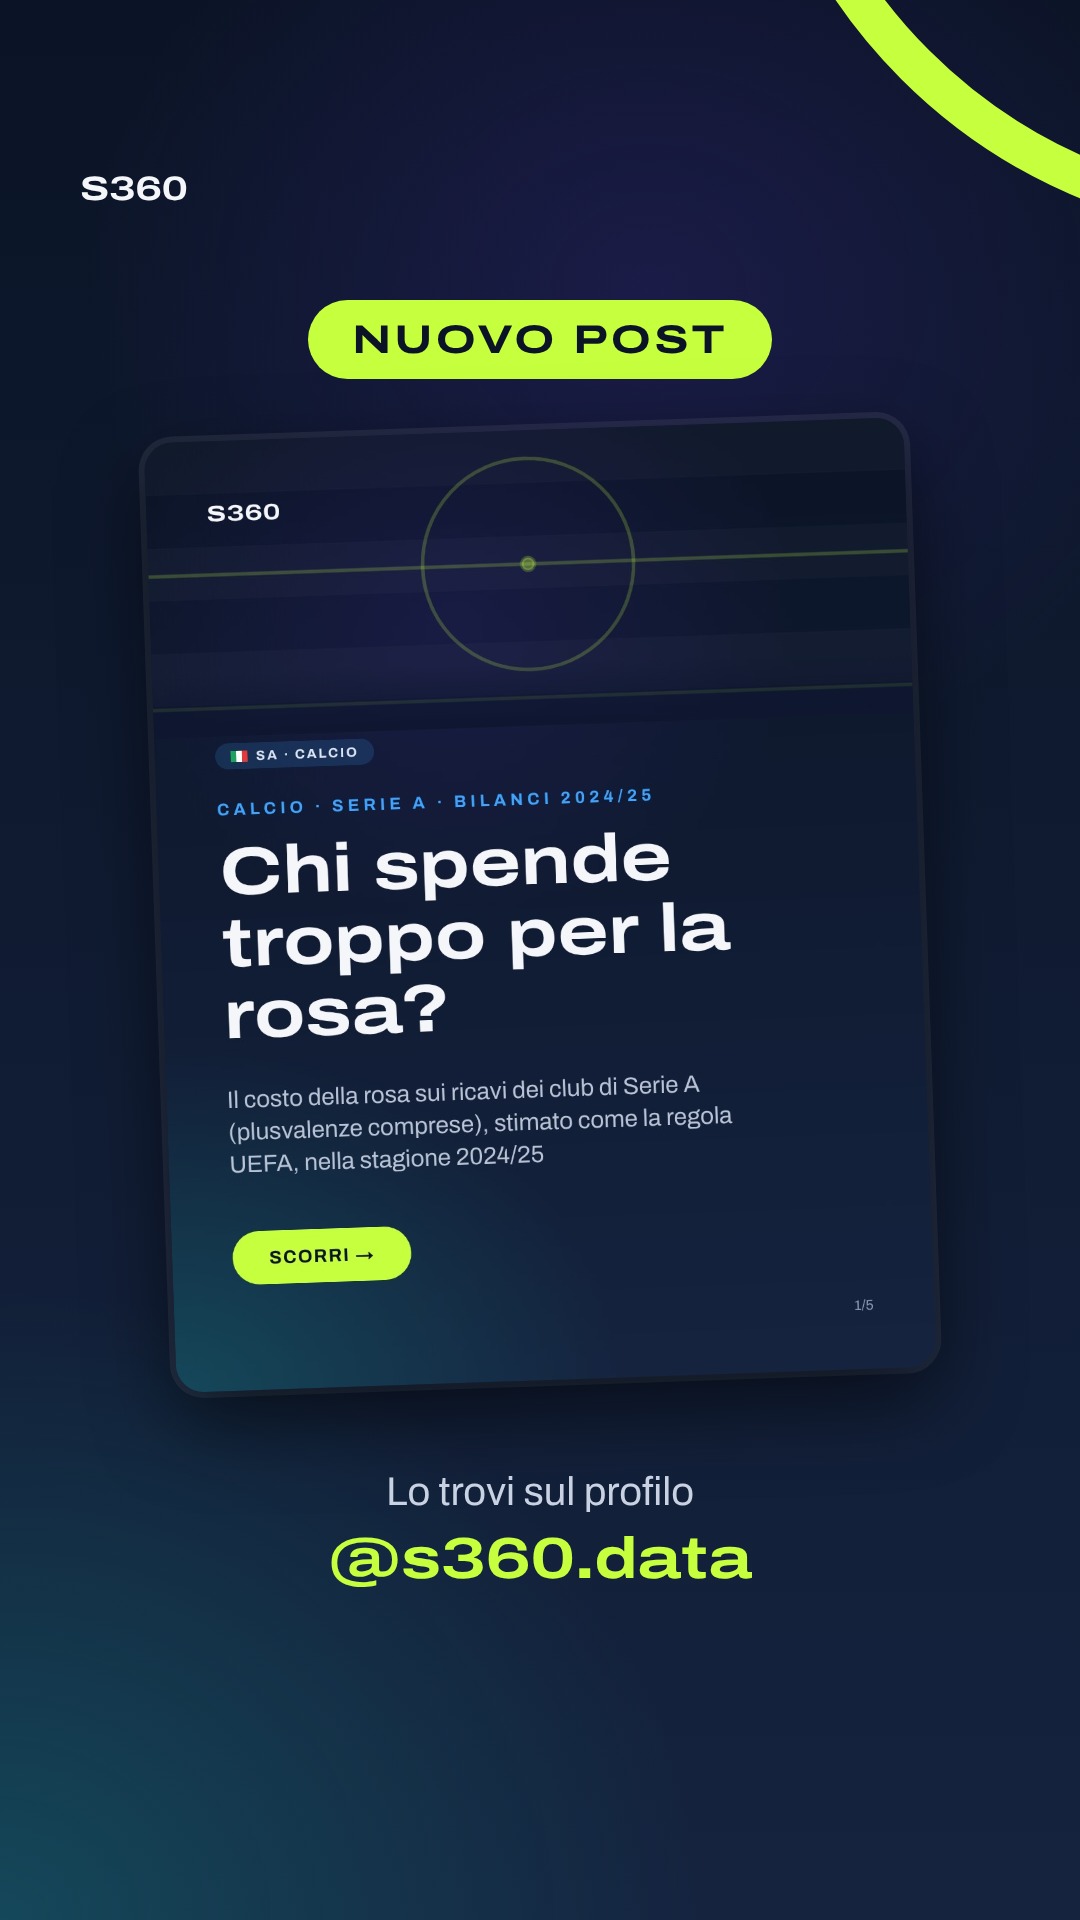 S360
NUOVO POST
S360
SA · CALCIO
CALCIO · SERIE A · BILANCI 2024/25
Chi spende
troppo per la
rosa?
Il costo della rosa sui ricavi dei club di Serie A
(plusvalenze comprese), stimato come la regola
UEFA, nella stagione 2024/25
SCORRI →
1/5
Lo trovi sul profilo
@s360.data